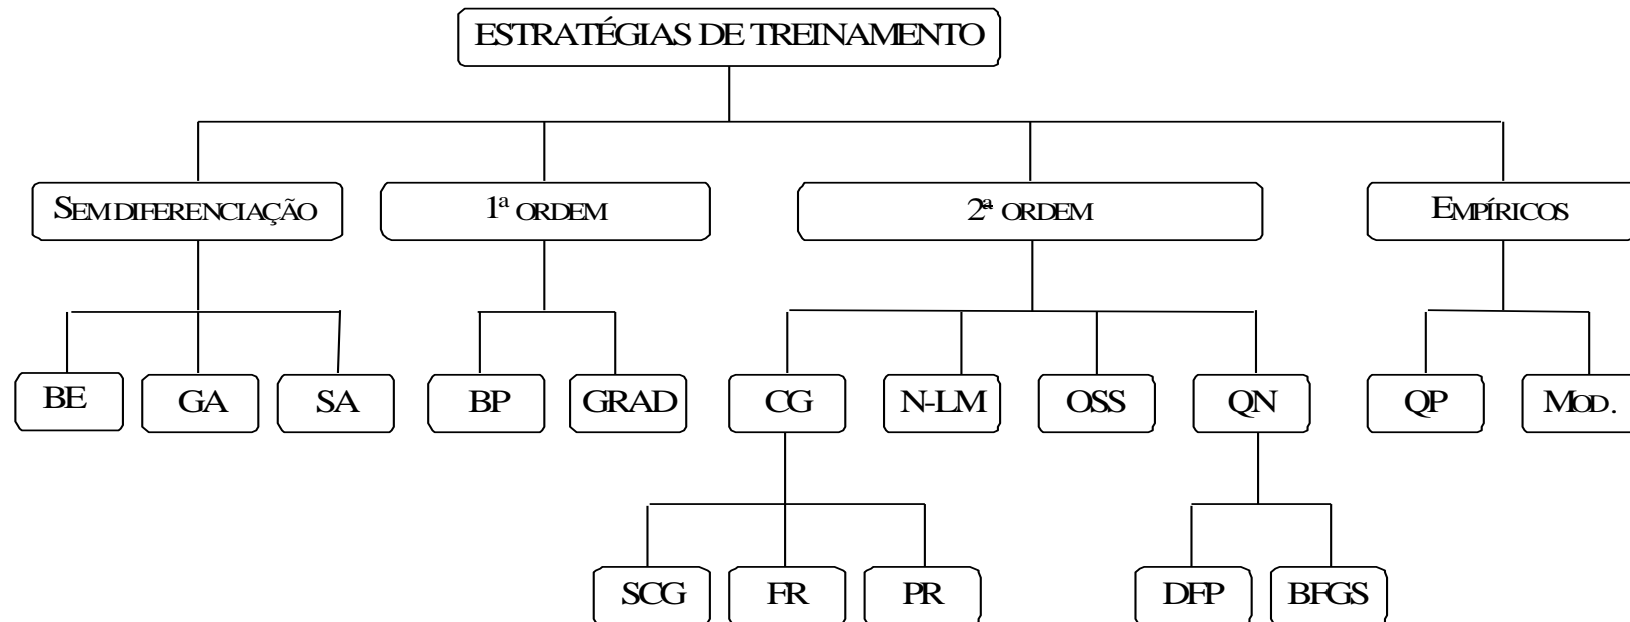 ESTRATÉGIAS DE TREINAMENTO
SEM DIFERENCIAÇÃO
1ª ORDEM
2ª ORDEM
EMPÍRICOS
BE
GA
SA
BP
GRAD
CG
N-LM
OSS
QN
QP
MOD.
SCG
FR
PR
DFP
BFGS